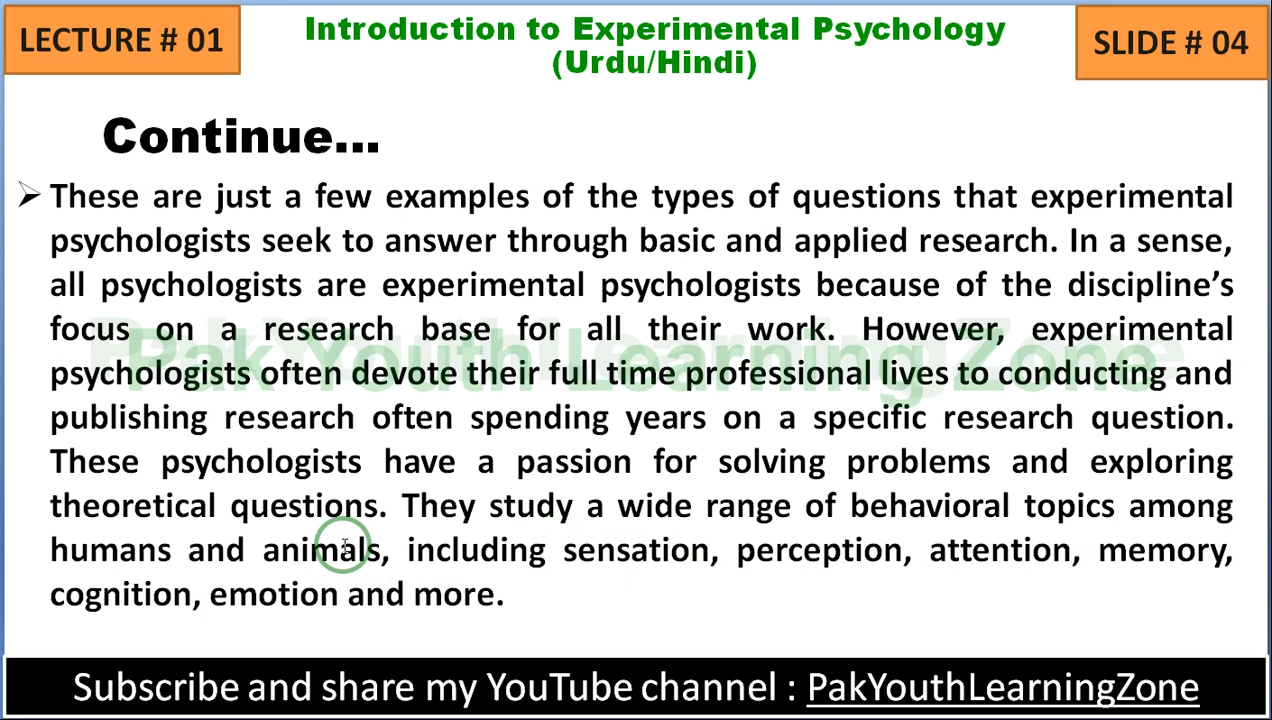 LECTURE # 01
Introduction to Experimental Psychology
(Urdu/Hindi)
SLIDE # 04
Continue...
These are just a few examples of the types of questions that experimental
psychologists seek to answer through basic and applied research. In a sense,
all psychologists are experimental psychologists because of the discipline’s
focus on a research base for all their work. However, experimental
psychologists often devote their full time professional lives to conducting and
publishing research often spending years on a specific research question.
These psychologists have a passion for solving problems and exploring
theoretical questions. They study a wide range of behavioral topics among
humans and animals, including sensation, perception, attention, memory,
cognition, emotion and more.
Pak Youth Learning Zone
Subscribe and share my YouTube channel : PakYouthLearningZone